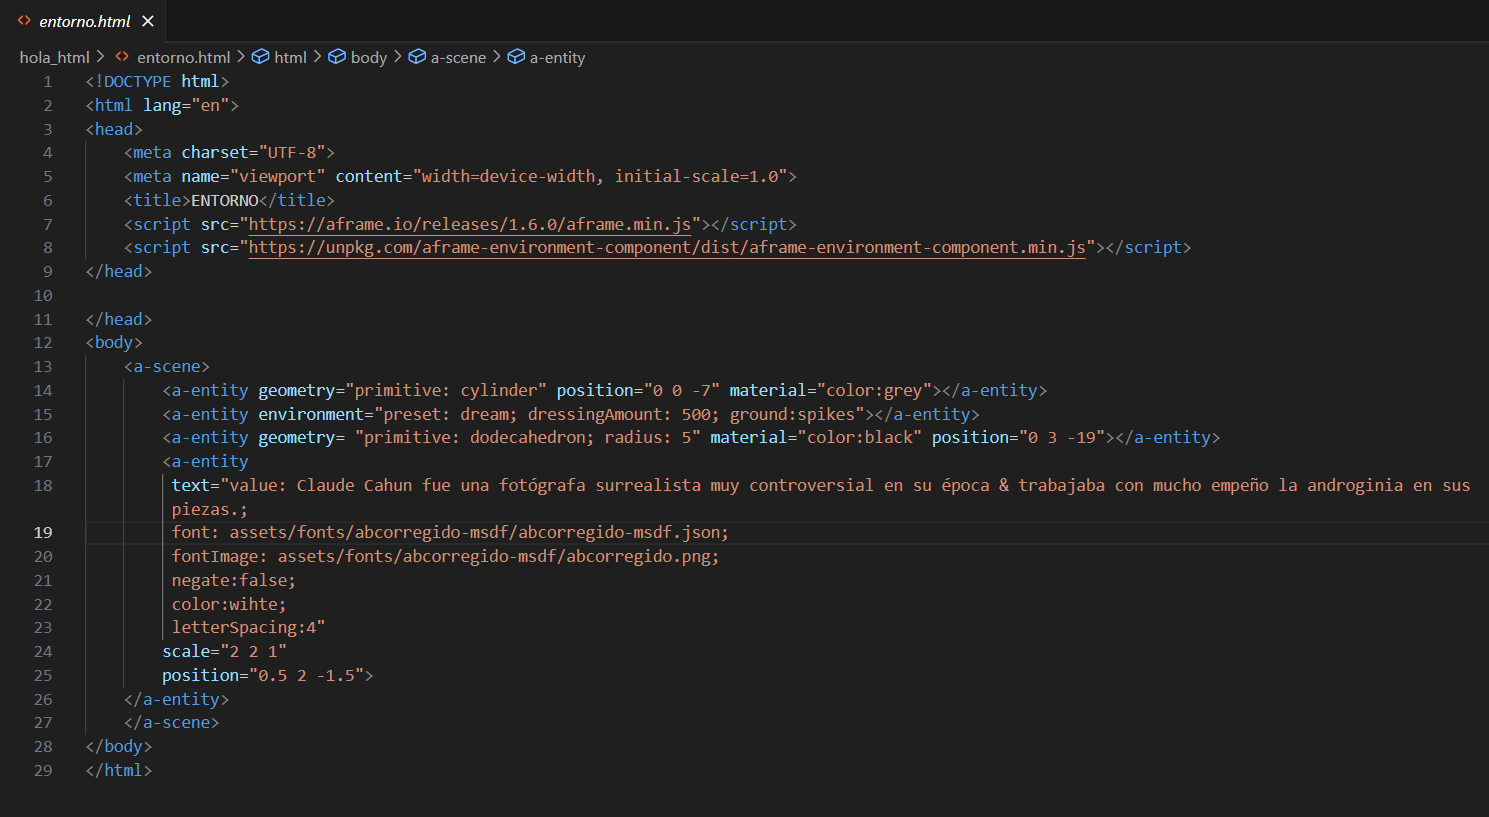 entorno.html
hola_html > entorno.html > html > body > a-scene > a-entity
1 <!DOCTYPE html>
2 <html lang="en">
3 <head>
4 <meta charset="UTF-8">
5 <meta name="viewport" content="width=device-width, initial-scale=1.0">
6 <title>ENTORNO</title>
7 <script src="https://aframe.io/releases/1.6.0/aframe.min.js"></script>
8 <script src="https://unpkg.com/aframe-environment-component/dist/aframe-environment-component.min.js"></script>
9 </head>
10
11 </head>
12 <body>
13 <a-scene>
14 <a-entity geometry="primitive: cylinder" position="0 0 -7" material="color:grey"></a-entity>
15 <a-entity environment="preset: dream; dressingAmount: 500; ground:spikes"></a-entity>
16 <a-entity geometry= "primitive: dodecahedron; radius: 5" material="color:black" position="0 3 -19"></a-entity>
17 <a-entity
18 text="value: Claude Cahun fue una fotógrafa surrealista muy controversial en su época & trabajaba con mucho empeño la androginia en sus
piezas.;
19 font: assets/fonts/abcorregido-msdf/abcorregido-msdf.json;
20 fontImage: assets/fonts/abcorregido-msdf/abcorregido.png;
21 negate:false;
22 color:wihte;
23 letterSpacing:4"
24 scale="2 2 1"
25 position="0.5 2 -1.5">
26 </a-entity>
27 </a-scene>
28 </body>
29 </html>